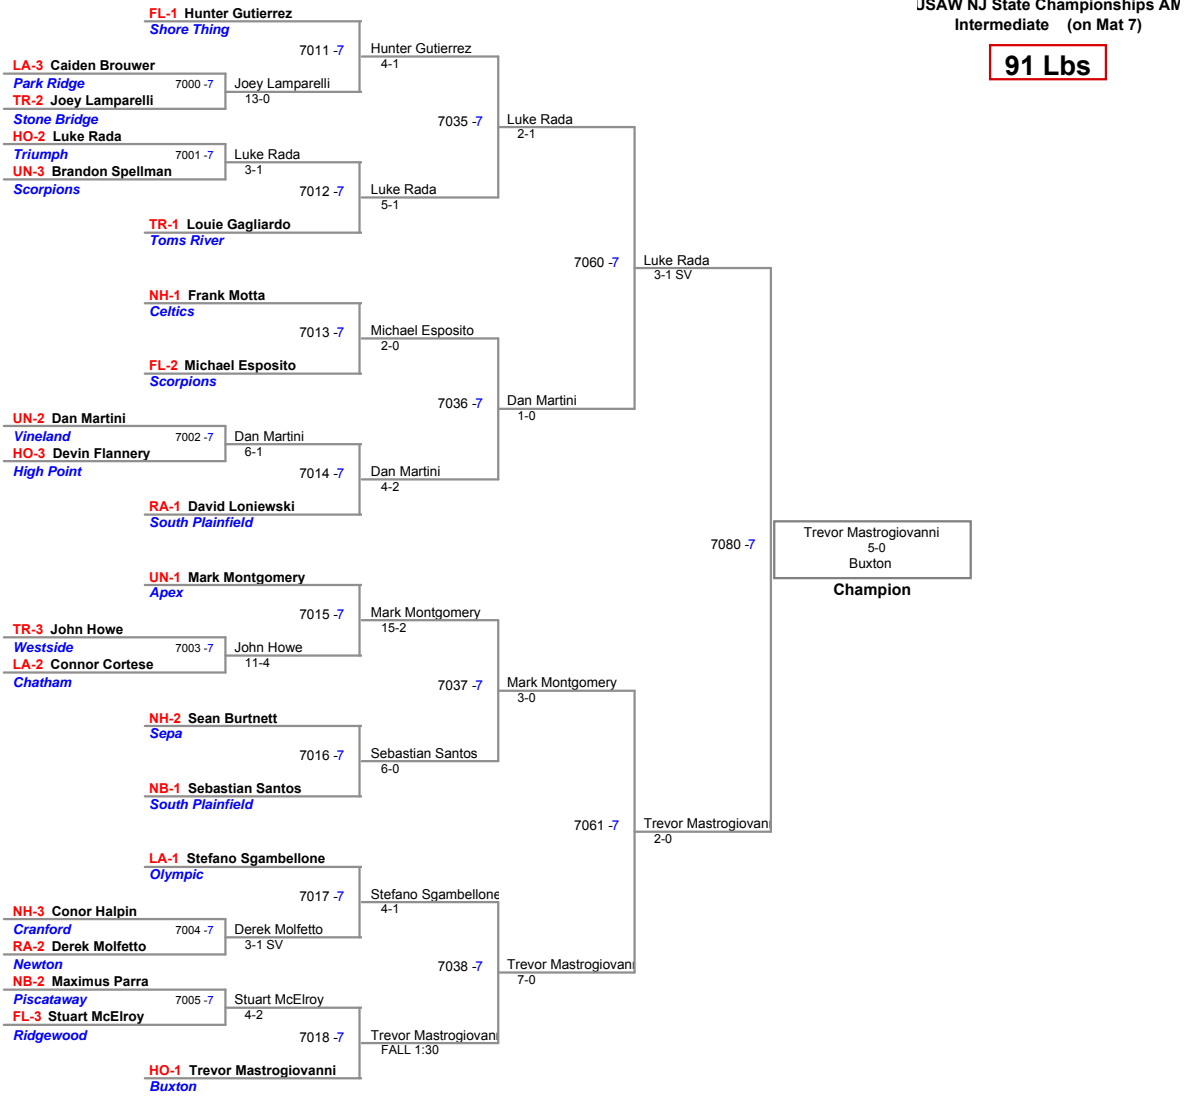 USAW NJ State Championships AM
Intermediate (on Mat 7)
91 Lbs
FL-1 Hunter Gutierrez
Shore Thing
7011 -7
Hunter Gutierrez
4-1
LA-3 Caiden Brouwer
Park Ridge
7000 -7
Joey Lamparelli
13-0
TR-2 Joey Lamparelli
Stone Bridge
7035 -7
Luke Rada
2-1
HO-2 Luke Rada
Triumph
7001 -7
Luke Rada
3-1
UN-3 Brandon Spellman
Scorpions
7012 -7
Luke Rada
5-1
TR-1 Louie Gagliardo
Toms River
7060 -7
Luke Rada
3-1 SV
NH-1 Frank Motta
Celtics
7013 -7
Michael Esposito
2-0
FL-2 Michael Esposito
Scorpions
7036 -7
Dan Martini
1-0
UN-2 Dan Martini
Vineland
7002 -7
Dan Martini
6-1
HO-3 Devin Flannery
High Point
7014 -7
Dan Martini
4-2
RA-1 David Loniewski
South Plainfield
7080 -7
Trevor Mastrogiovanni
5-0
Buxton
Champion
UN-1 Mark Montgomery
Apex
7015 -7
Mark Montgomery
15-2
TR-3 John Howe
Westside
7003 -7
John Howe
11-4
LA-2 Connor Cortese
Chatham
7037 -7
Mark Montgomery
3-0
NH-2 Sean Burtnett
Sepa
7016 -7
Sebastian Santos
6-0
NB-1 Sebastian Santos
South Plainfield
7061 -7
Trevor Mastrogiovann
2-0
LA-1 Stefano Sgambellone
Olympic
7017 -7
Stefano Sgambellone
4-1
NH-3 Conor Halpin
Cranford
7004 -7
Derek Molfetto
3-1 SV
RA-2 Derek Molfetto
Newton
7038 -7
Trevor Mastrogiovann
7-0
NB-2 Maximus Parra
Piscataway
7005 -7
Stuart McElroy
4-2
FL-3 Stuart McElroy
Ridgewood
7018 -7
Trevor Mastrogiovann
FALL 1:30
HO-1 Trevor Mastrogiovanni
Buxton